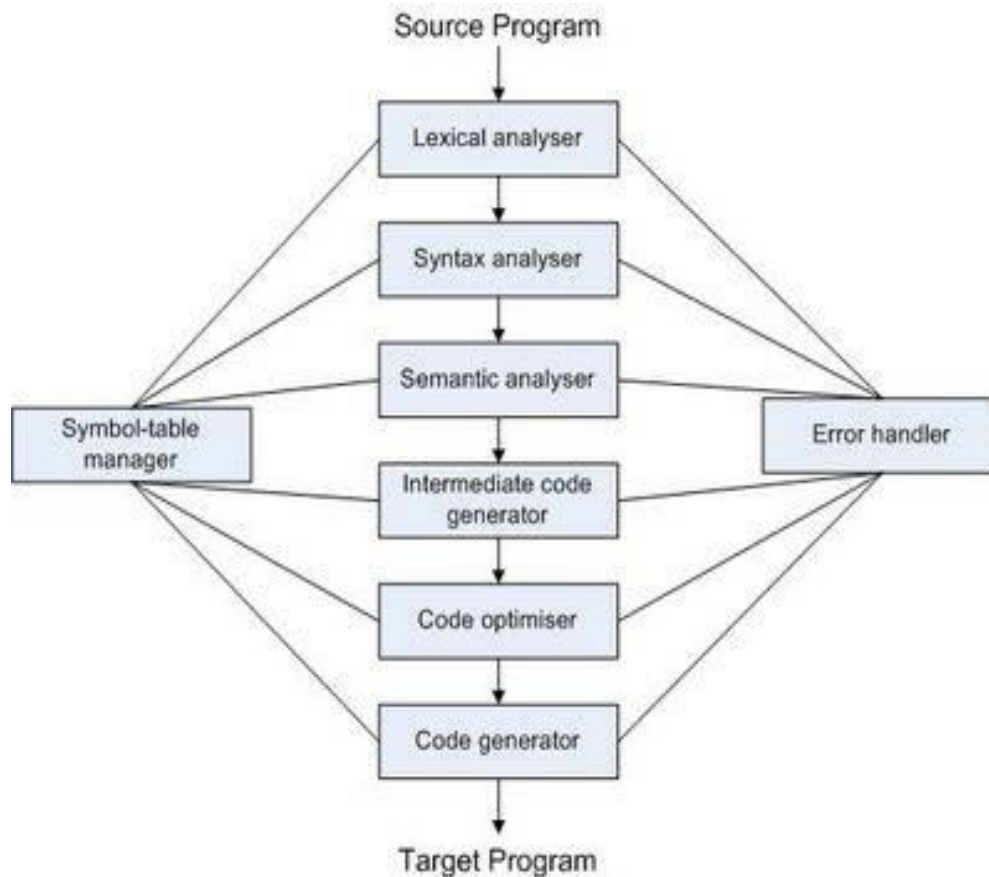 Source Program
Lexical analyser
Syntax analyser
Semantic analyser
Symbol-table
manager
Error handler
Intermediate code
generator
Code optimiser
Code generator
Target Program